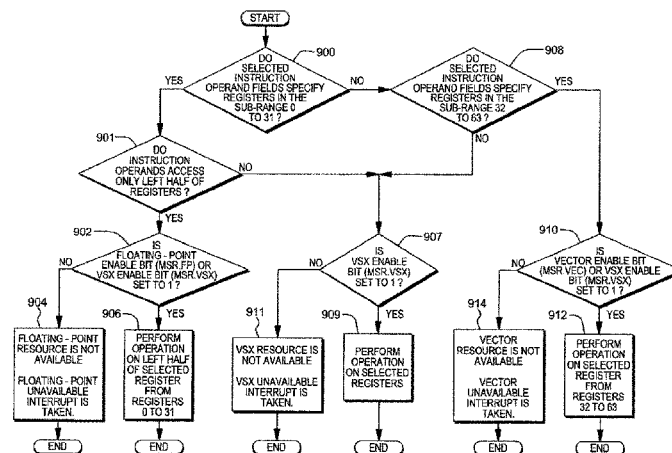 START
900
DO
SELECTED
INSTRUCTION
OPERAND FIELDS SPECIFY
REGISTERS IN THE
SUB-RANGE 0
TO 31 ?
YES
NO
908
DO
SELECTED
INSTRUCTION
OPERAND FIELDS SPECIFY
REGISTERS IN THE
SUB-RANGE 32
TO 63 ?
YES
NO
901
DO
INSTRUCTION
OPERANDS ACCESS
ONLY LEFT HALF OF
REGISTERS ?
NO
YES
902
IS
FLOATING - POINT
ENABLE BIT (MSR.FP) OR
VSX ENABLE BIT (MSR.VSX)
SET TO 1 ?
NO
YES
907
IS
VSX ENABLE
BIT (MSR.VSX)
SET TO 1 ?
NO
YES
910
IS
VECTOR ENABLE BIT
(MSR.VEC) OR VSX ENABLE
BIT (MSR.VSX)
SET TO 1 ?
NO
YES
904
FLOATING - POINT
RESOURCE IS NOT
AVAILABLE
FLOATING - POINT
UNAVAILABLE
INTERRUPT IS
TAKEN.
906
PERFORM
OPERATION
ON LEFT HALF
OF SELECTED
REGISTER
FROM
REGISTERS
0 TO 31
911
VSX RESOURCE IS
NOT AVAILABLE
VSX UNAVAILABLE
INTERRUPT IS
TAKEN.
909
PERFORM
OPERATION
ON SELECTED
REGISTERS
914
VECTOR
RESOURCE IS NOT
AVAILABLE
VECTOR
UNAVAILABLE
INTERRUPT IS
TAKEN.
912
PERFORM
OPERATION
ON SELECTED
REGISTER
FROM
REGISTERS
32 TO 63
END
END
END
END
END
END